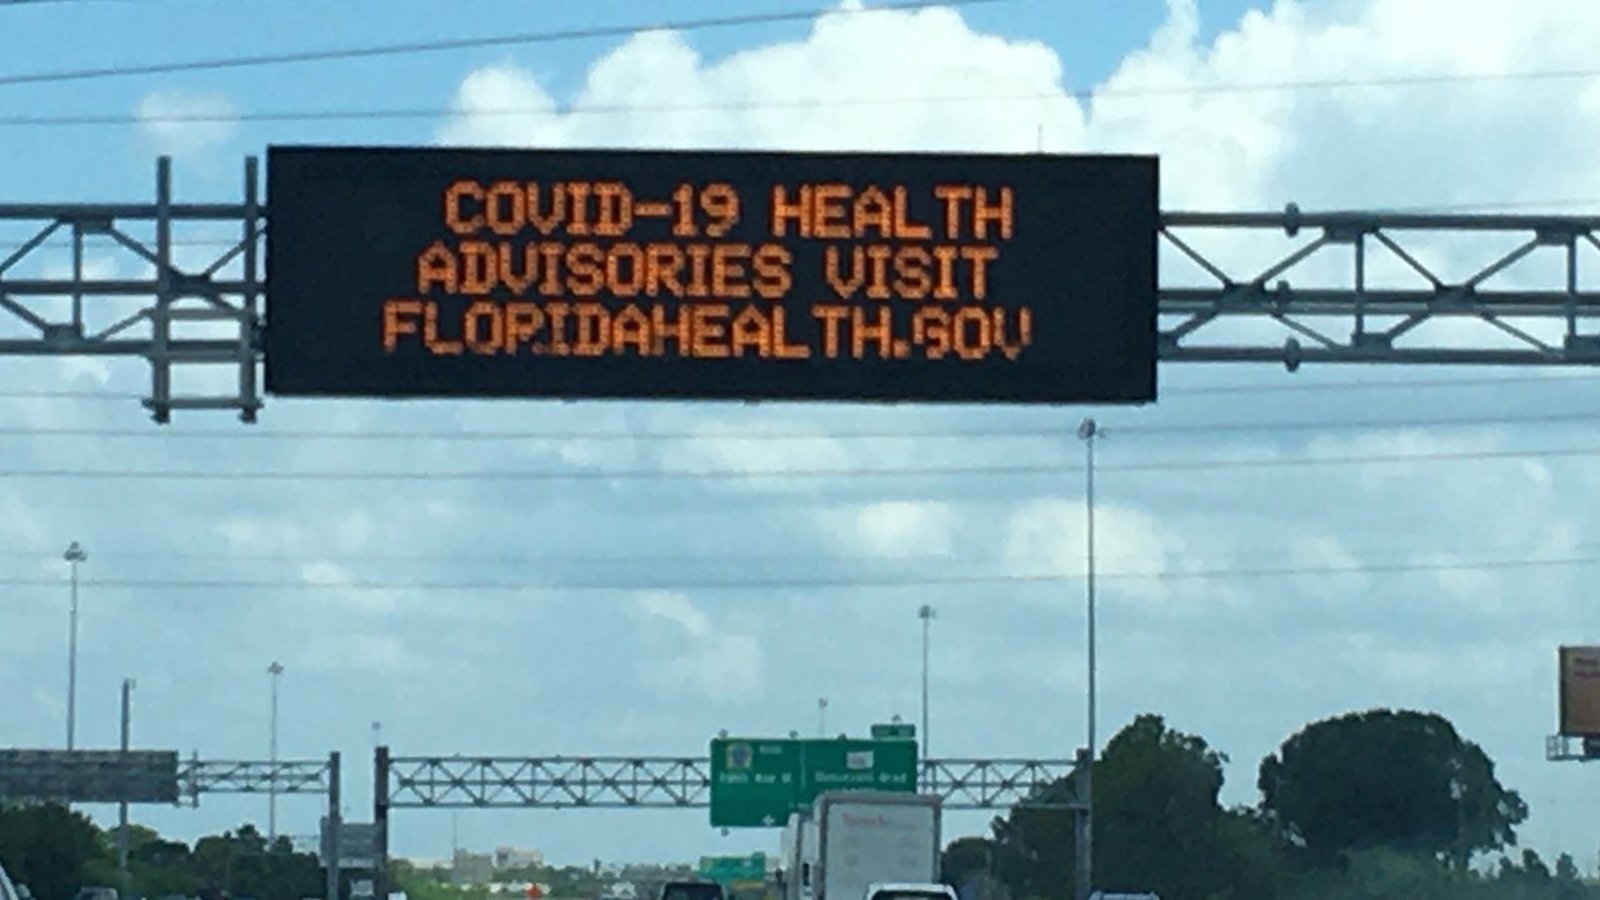 COVID-19 HEALTH
ADVISORIES VISIT
FLORIDAHEALTH.GOV